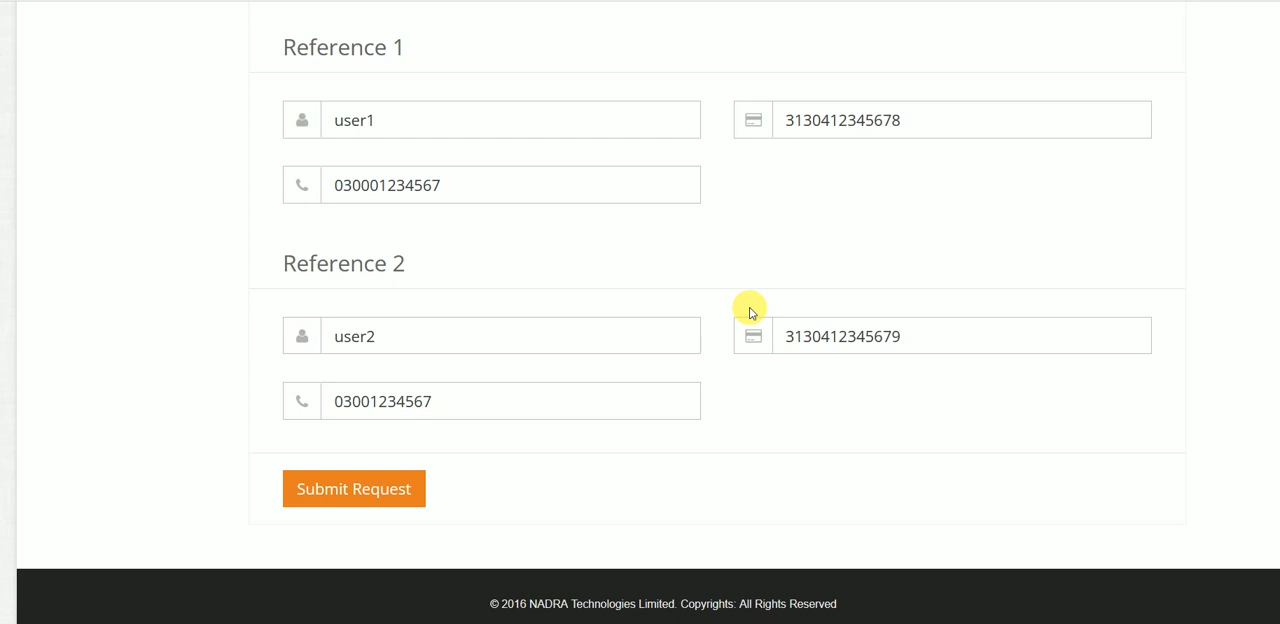 Reference 1
user1 3130412345678
030001234567
Reference 2
user2 3130412345679
03001234567
Submit Request
© 2016 NADRA Technologies Limited. Copyrights: All Rights Reserved